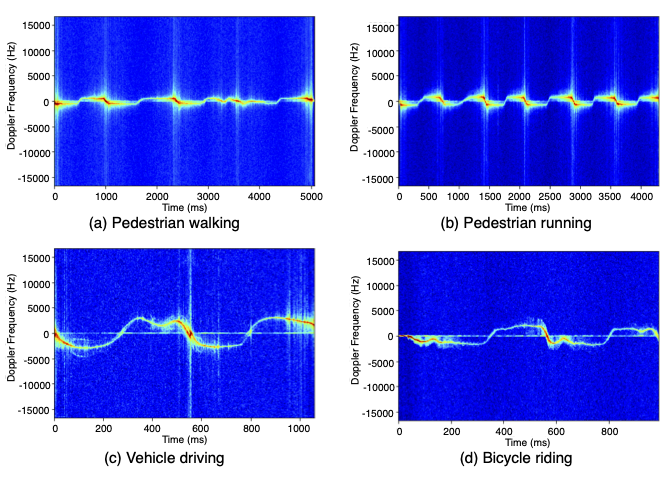 Doppler Frequency (Hz)
15000
10000
5000
0
-5000
-10000
-15000
0 1000 2000 3000 4000 5000
Time (ms)
(a) Pedestrian walking
Doppler Frequency (Hz)
15000
10000
5000
0
-5000
-10000
-15000
0 500 1000 1500 2000 2500 3000 3500 4000
Time (ms)
(b) Pedestrian running
Doppler Frequency (Hz)
15000
10000
5000
0
-5000
-10000
-15000
0 200 400 600 800 1000
Time (ms)
(c) Vehicle driving
Doppler Frequency (Hz)
15000
10000
5000
0
-5000
-10000
-15000
0 200 400 600 800
Time (ms)
(d) Bicycle riding